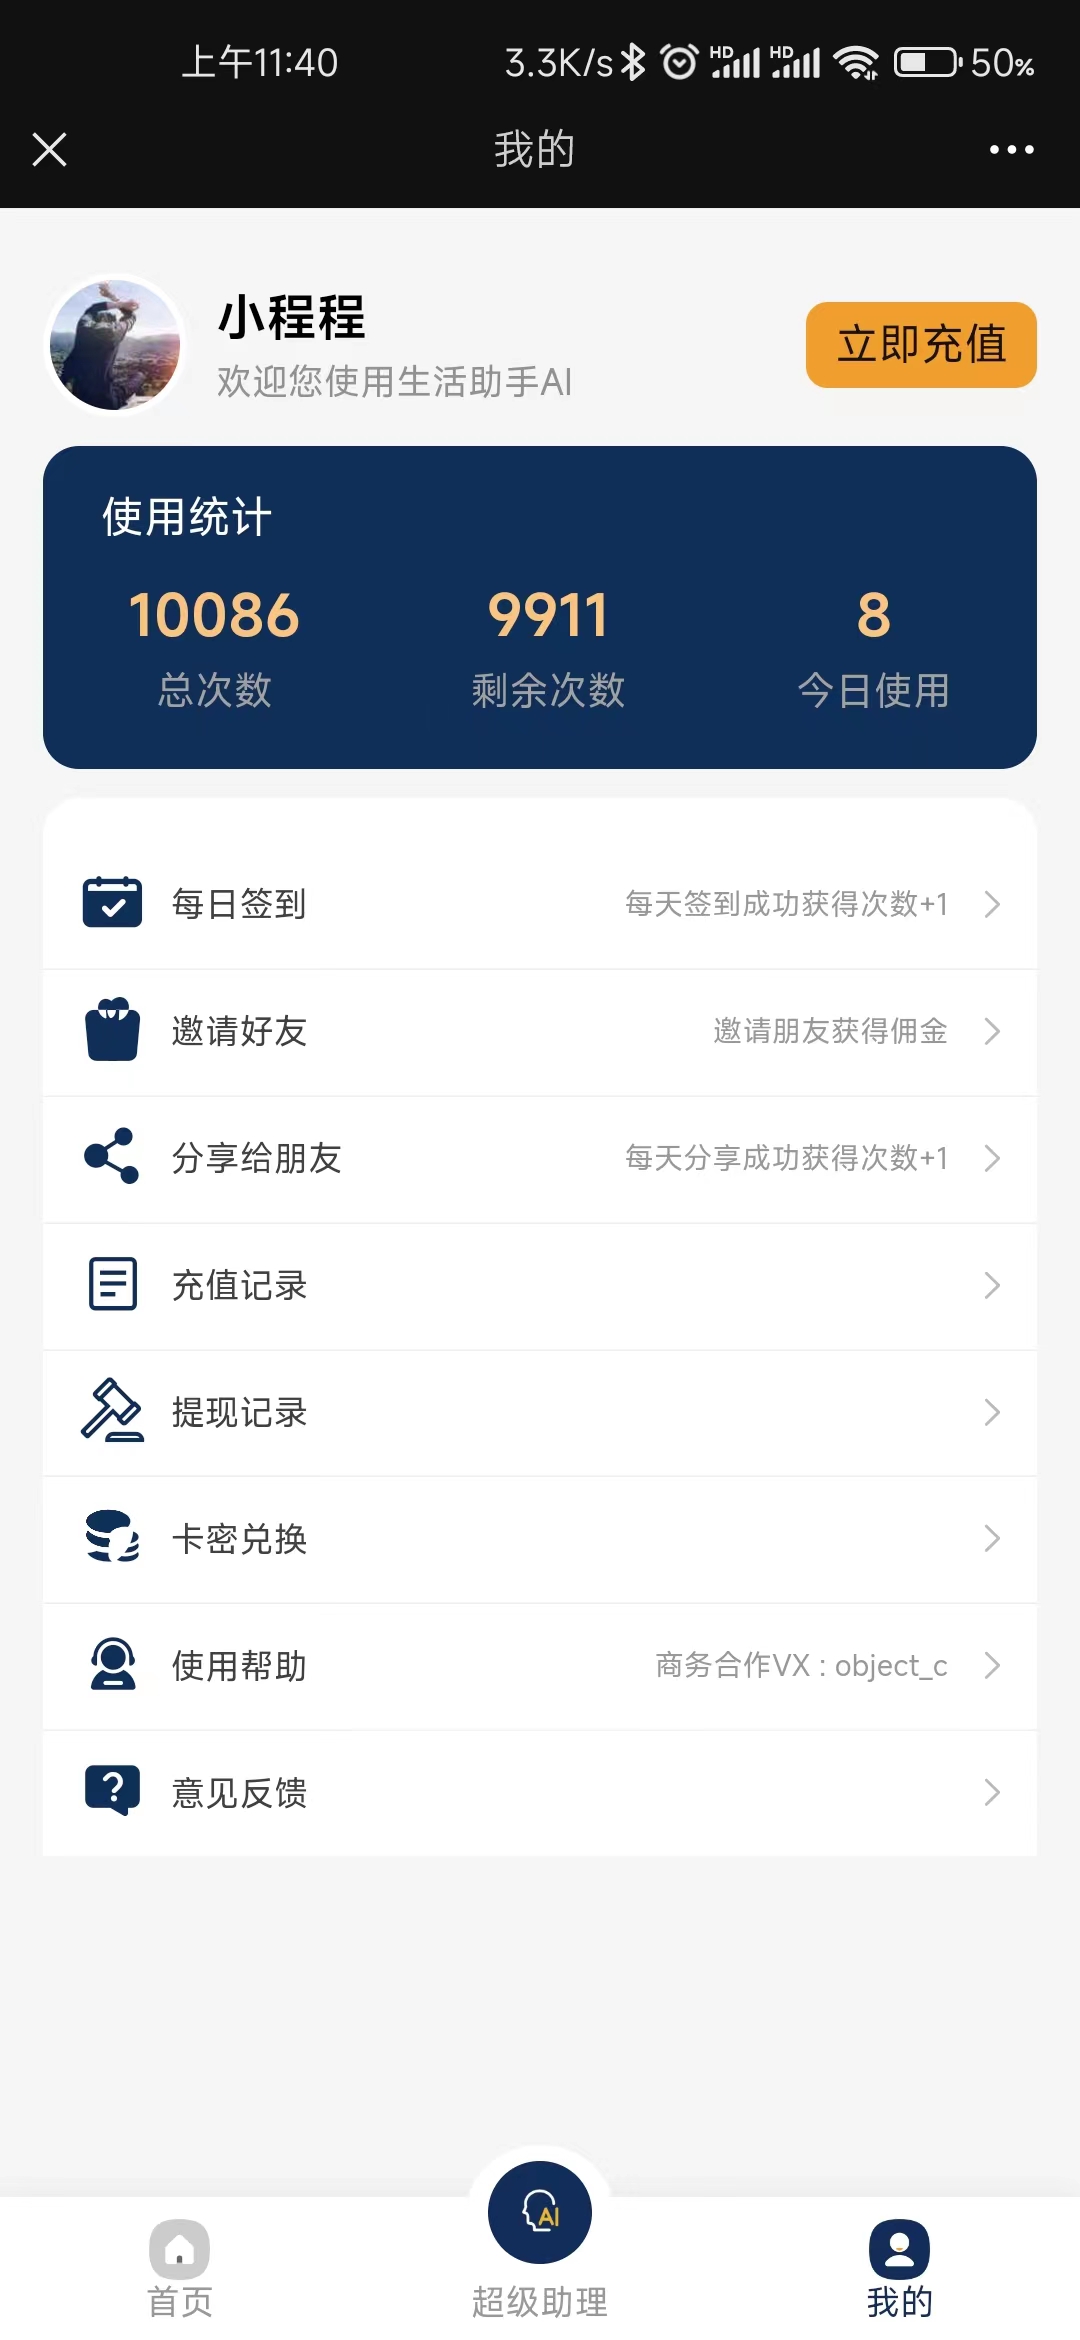 上午11:40
3.3K/s HD HD 50%
我的
小程程
欢迎您使用生活助手AI
立即充值
使用统计
10086 9911 8
总次数 剩余次数 今日使用
每日签到 每天签到成功获得次数+1
邀请好友 邀请朋友获得佣金
分享给朋友 每天分享成功获得次数+1
充值记录
提现记录
卡密兑换
使用帮助 商务合作VX : object_c
意见反馈
AI
首页 超级助理 我的